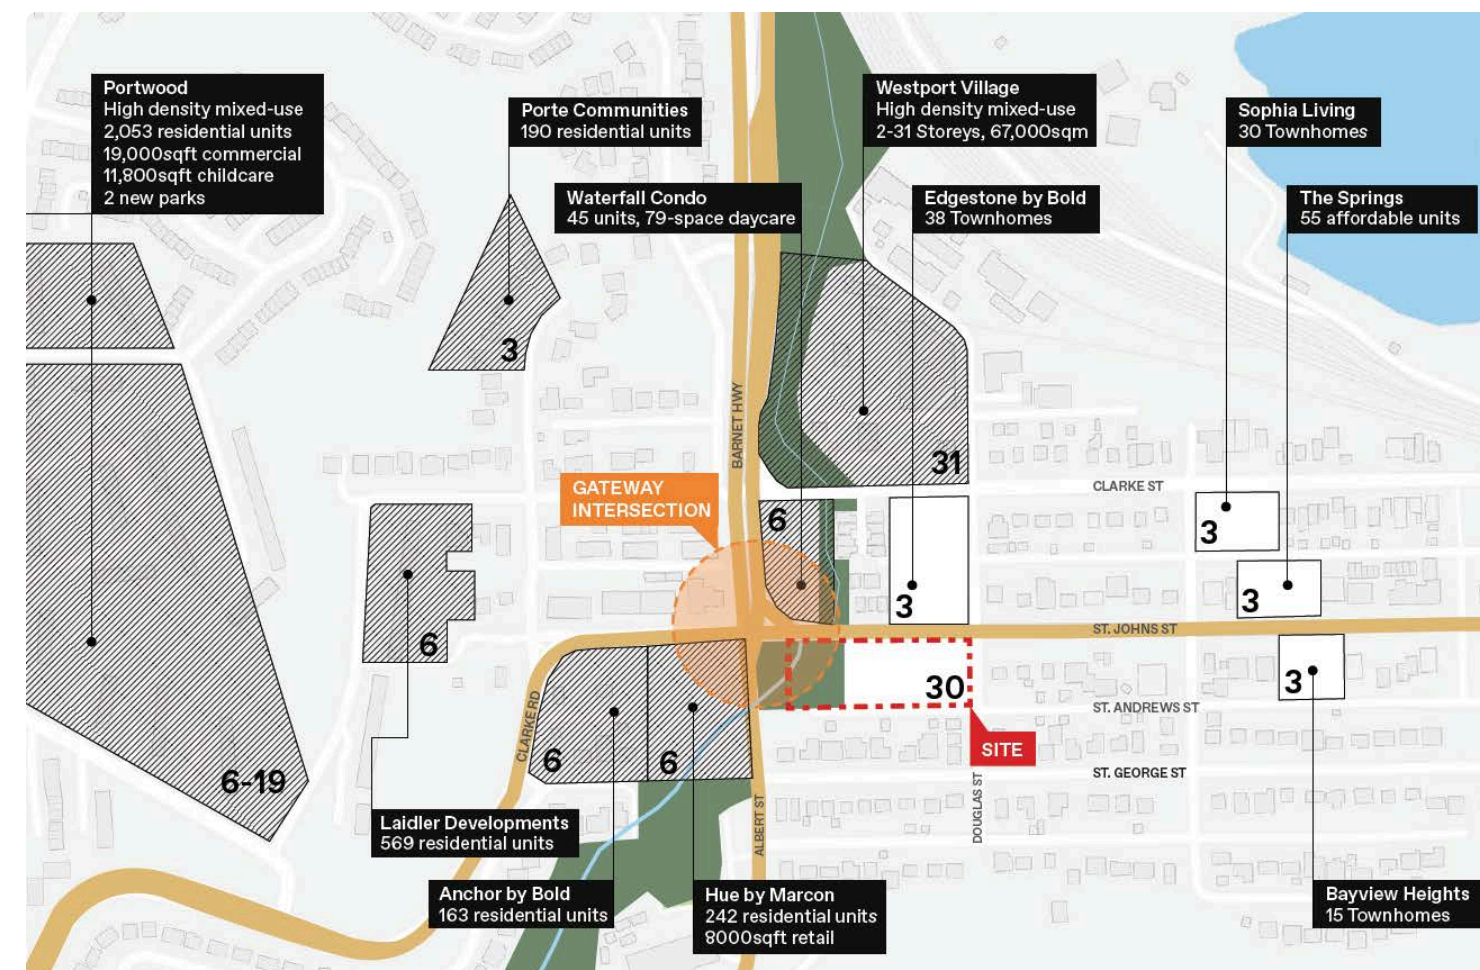 Portwood
High density mixed-use
2,053 residential units
19,000sqft commercial
11,800sqft childcare
2 new parks
Porte Communities
190 residential units
Westport Village
High density mixed-use
2-31 Storeys, 67,000sqm
Sophia Living
30 Townhomes
Waterfall Condo
45 units, 79-space daycare
Edgestone by Bold
38 Townhomes
The Springs
55 affordable units
3
BARNET HWY
31
GATEWAY
INTERSECTION
CLARKE ST
6
3
6
3
3
ST. JOHNS ST
6
30
3
CLARKE RD
ST. ANDREWS ST
SITE
6
6
6-19
ST. GEORGE ST
ALBERT ST
DOUGLAS ST
Laidler Developments
569 residential units
Anchor by Bold
163 residential units
Hue by Marcon
242 residential units
8000sqft retail
Bayview Heights
15 Townhomes